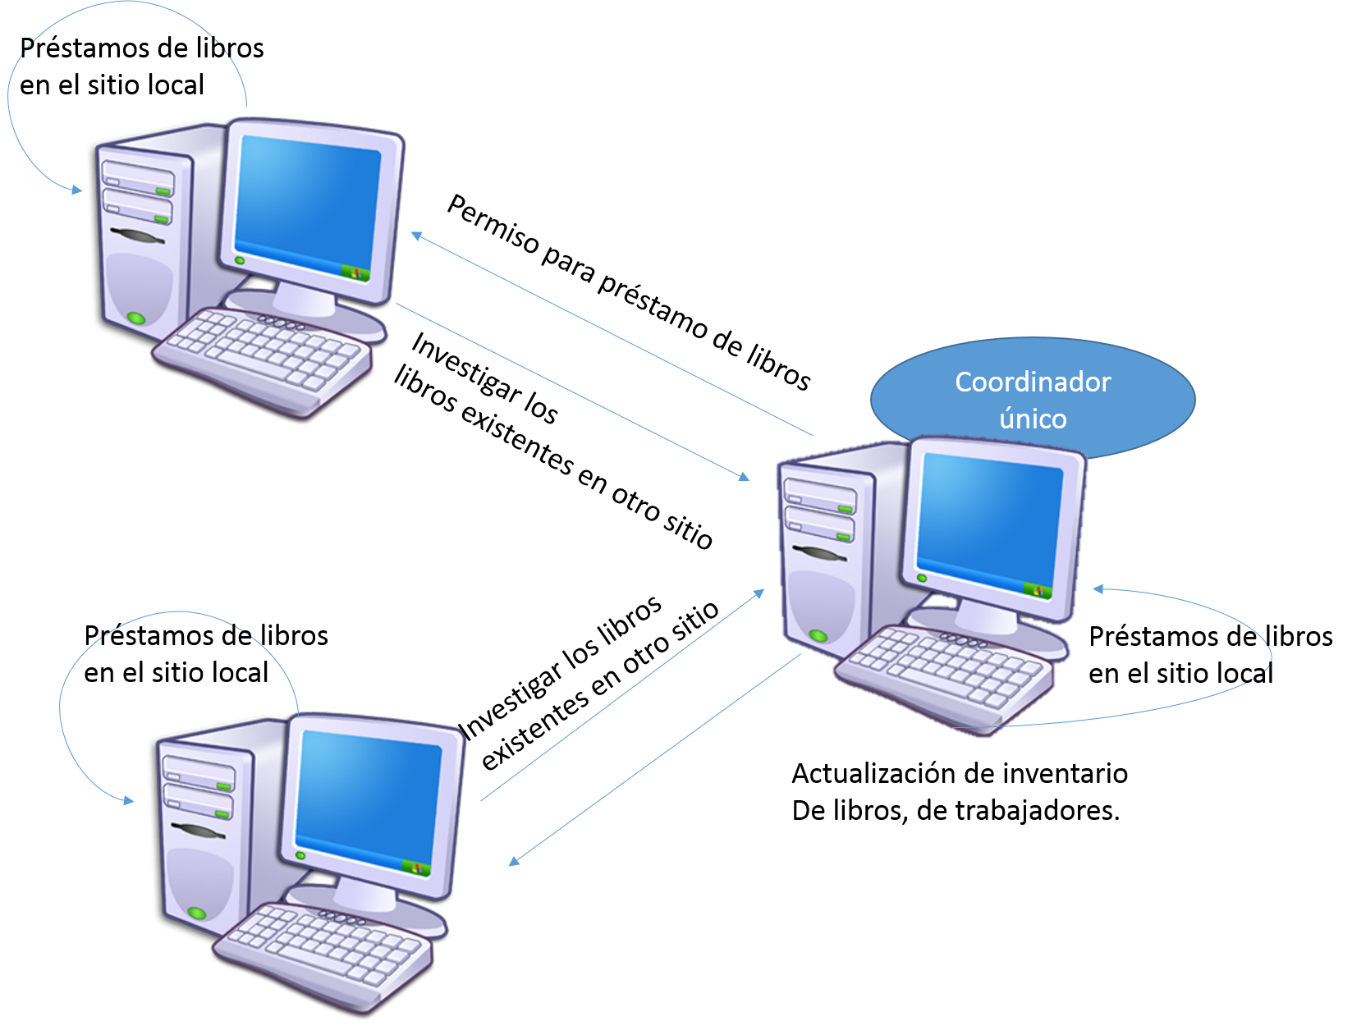 Préstamos de libros
en el sitio local
Permiso para préstamo de libros
Investigar los
libros existentes en otro sitio
Coordinador
único
Préstamos de libros
en el sitio local
Investigar los libros
existentes en otro sitio
Préstamos de libros
en el sitio local
Actualización de inventario
De libros, de trabajadores.